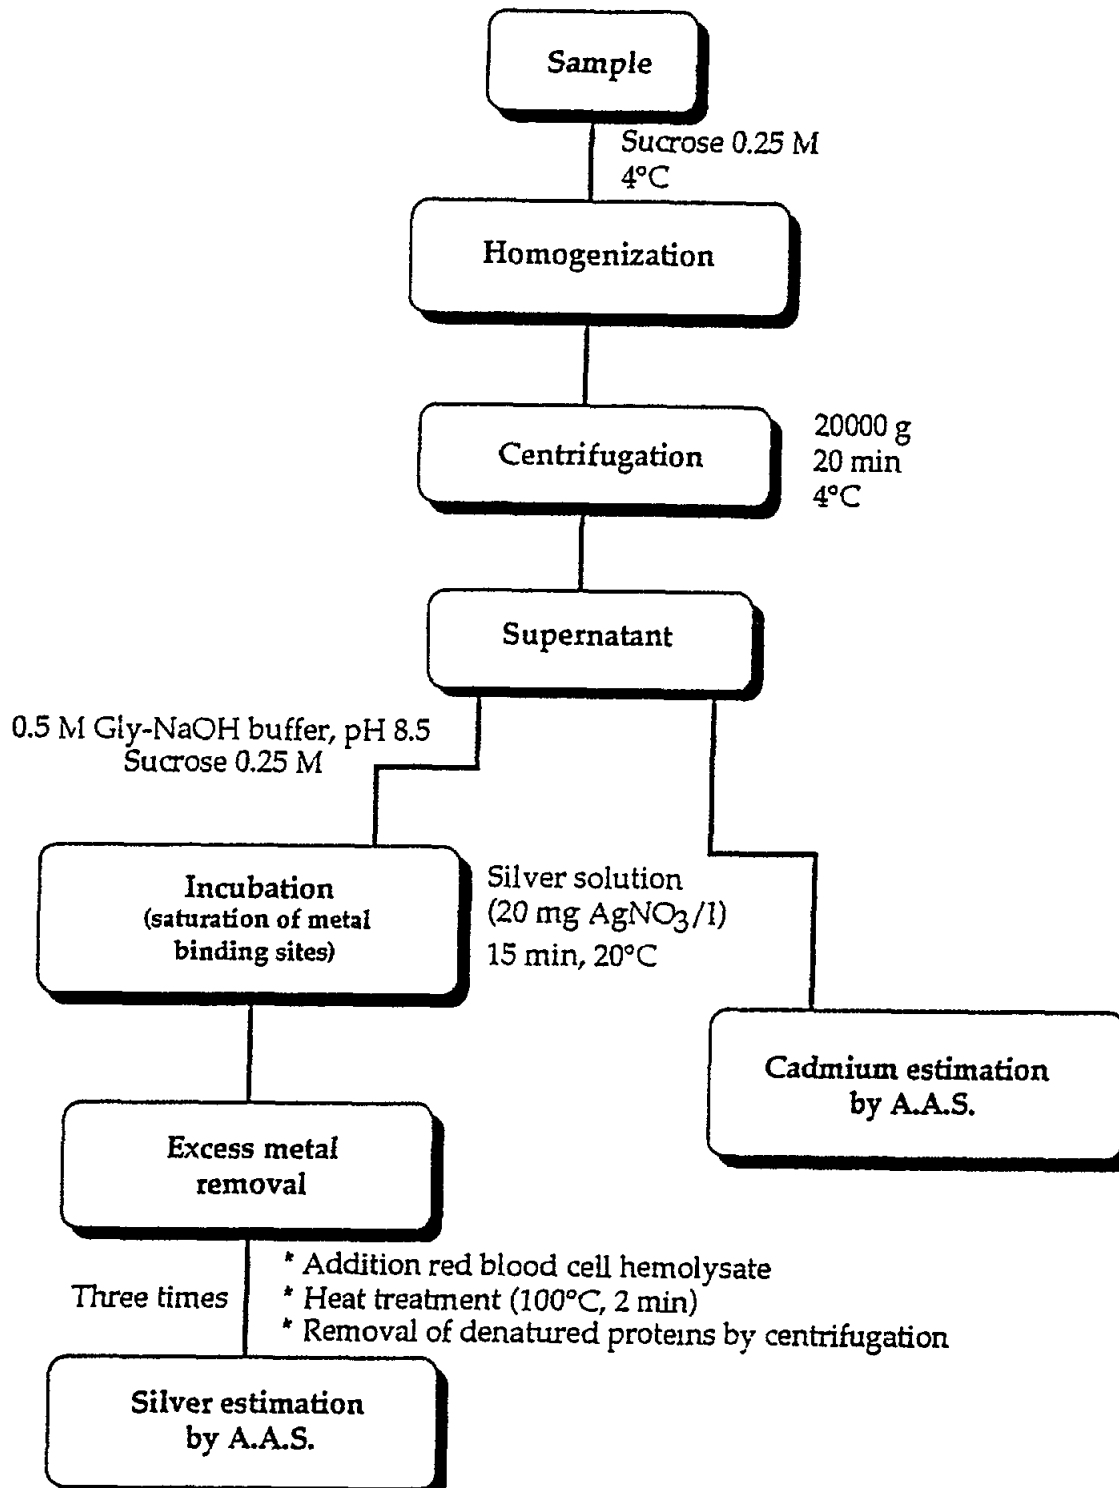 Sample
Sucrose 0.25 M
4°C
Homogenization
Centrifugation
20000 g
20 min
4°C
Supernatant
0.5 M Gly-NaOH buffer, pH 8.5
Sucrose 0.25 M
Incubation
(saturation of metal
binding sites)
Silver solution
(20 mg AgNO₃/l)
15 min, 20°C
Cadmium estimation
by A.A.S.
Excess metal
removal
Three times
* Addition red blood cell hemolysate
* Heat treatment (100°C, 2 min)
* Removal of denatured proteins by centrifugation
Silver estimation
by A.A.S.